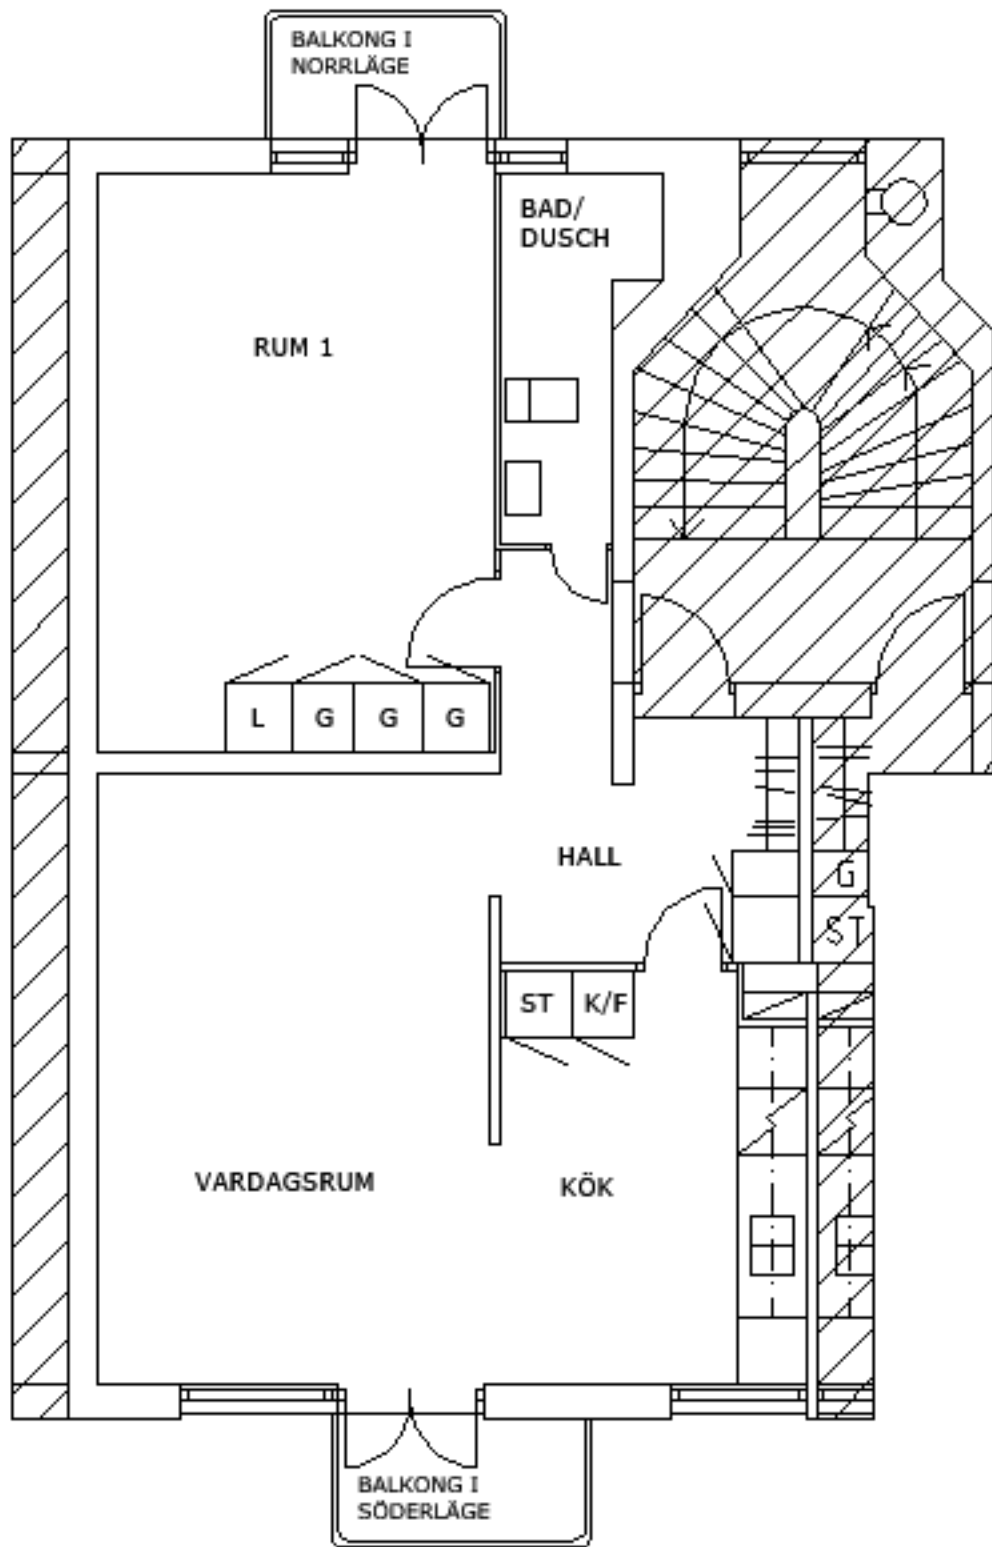 BALKONG I
NORRLÄGE
BAD/
DUSCH
RUM 1
L G G G
HALL
G
ST
ST K/F
VARDAGSRUM
KÖK
BALKONG I
SÖDERLÄGE